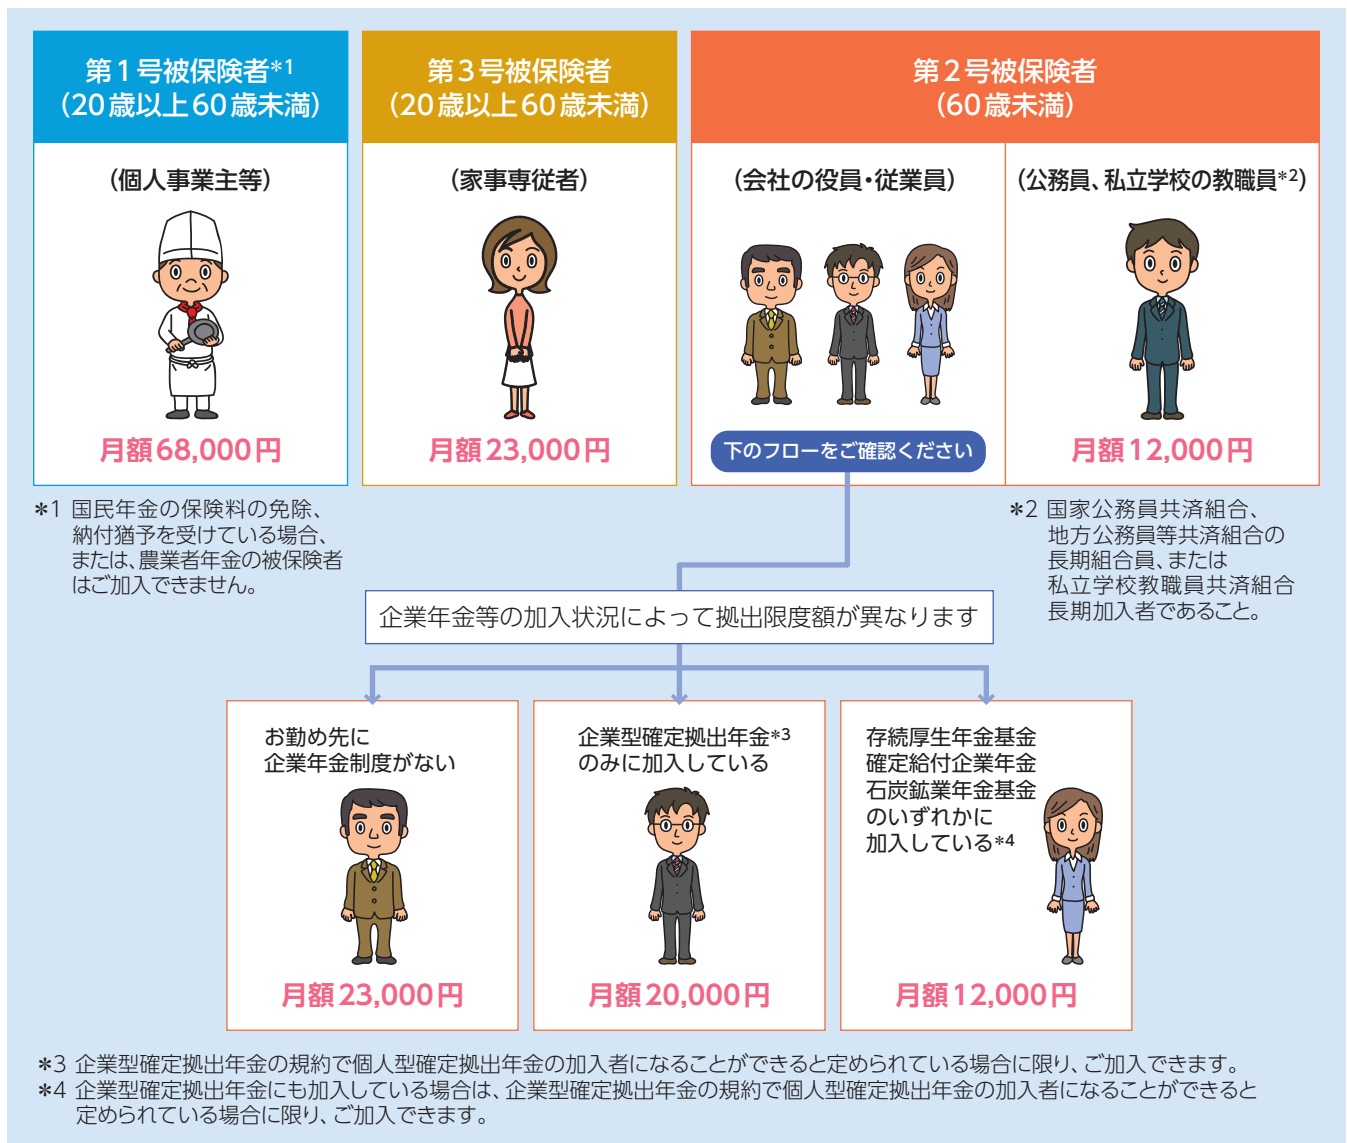 第1号被保険者*1
(20歳以上60歳未満)
(個人事業主等)
月額68,000円
第3号被保険者
(20歳以上60歳未満)
(家事専従者)
月額23,000円
第2号被保険者
(60歳未満)
(会社の役員・従業員)
下のフローをご確認ください
(公務員、私立学校の教職員*2)
月額12,000円
*1 国民年金の保険料の免除、
納付猶予を受けている場合、
または、農業者年金の被保険者
はご加入できません。
*2 国家公務員共済組合、
地方公務員等共済組合の
長期組合員、または
私立学校教職員共済組合
長期加入者であること。
企業年金等の加入状況によって拠出限度額が異なります
お勤め先に
企業年金制度がない
月額23,000円
企業型確定拠出年金*3
のみに加入している
月額20,000円
存続厚生年金基金
確定給付企業年金
石炭鉱業年金基金
のいずれかに
加入している*4
月額12,000円
*3 企業型確定拠出年金の規約で個人型確定拠出年金の加入者になることができると定められている場合に限り、ご加入できます。
*4 企業型確定拠出年金にも加入している場合は、企業型確定拠出年金の規約で個人型確定拠出年金の加入者になることができると
定められている場合に限り、ご加入できます。